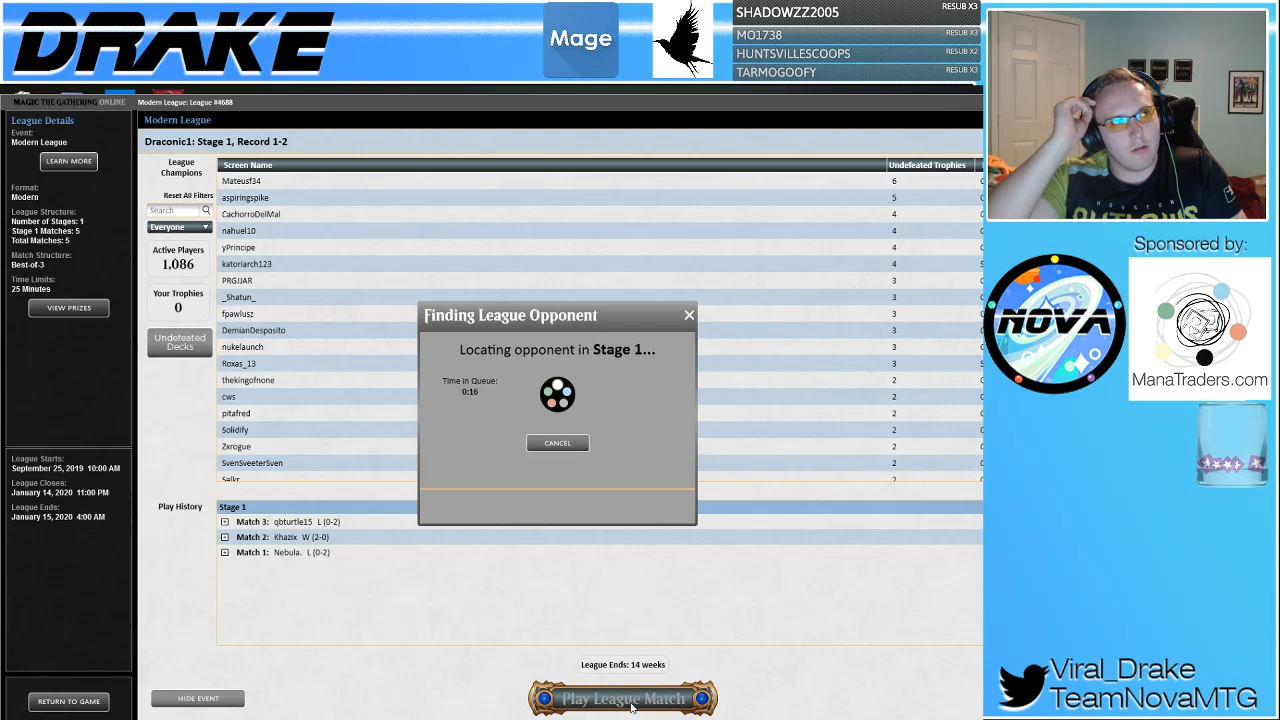 DRAKE
Mage
SHADOWZZ2005 RESUB X3
MO1738 RESUB X3
HUNTSVILLESCOOPS RESUB X2
TARMOGOOFY RESUB X3
MAGIC THE GATHERING ONLINE
Modern League: League #4688
League Details
Event:
Modern League
LEARN MORE
Format:
Modern
League Structure:
Number of Stages: 1
Stage 1 Matches: 5
Total Matches: 5
Match Structure:
Best-of-3
Time Limits:
25 Minutes
VIEW PRIZES
League Starts:
September 25, 2019 10:00 AM
League Closes:
January 14, 2020 11:00 PM
League Ends:
January 15, 2020 4:00 AM
RETURN TO GAME
Modern League
Draconic1: Stage 1, Record 1-2
League
Champions
Reset All Filters
Search
Everyone
Active Players
1,086
Your Trophies
0
Undefeated
Decks
Screen Name Undefeated Trophies
Mateusf34 6
aspiringspike 5
CachorroDelMal 4
nahuel10 4
yPrincipe 4
katoriarch123 4
PRGJJAR 3
_Shatun_ 3
fpawlusz 3
DemianDesposito 3
nukelaunch 3
Roxas_13 3
thekingofnone 2
cws 2
pitafred 2
Solidify 2
Zxrogue 2
SvenSveeterSven 2
Selkr 2
Finding League Opponent
Locating opponent in Stage 1...
Time in Queue:
0:16
CANCEL
Play History
Stage 1
Match 3: qbturtle15 L (0-2)
Match 2: Khazix W (2-0)
Match 1: Nebula. L (0-2)
League Ends: 14 weeks
HIDE EVENT
Play League Match
HOUSTON
OUTLAWS
Sponsored by:
NOVA
ManaTraders.com
Viral_Drake
TeamNovaMTG